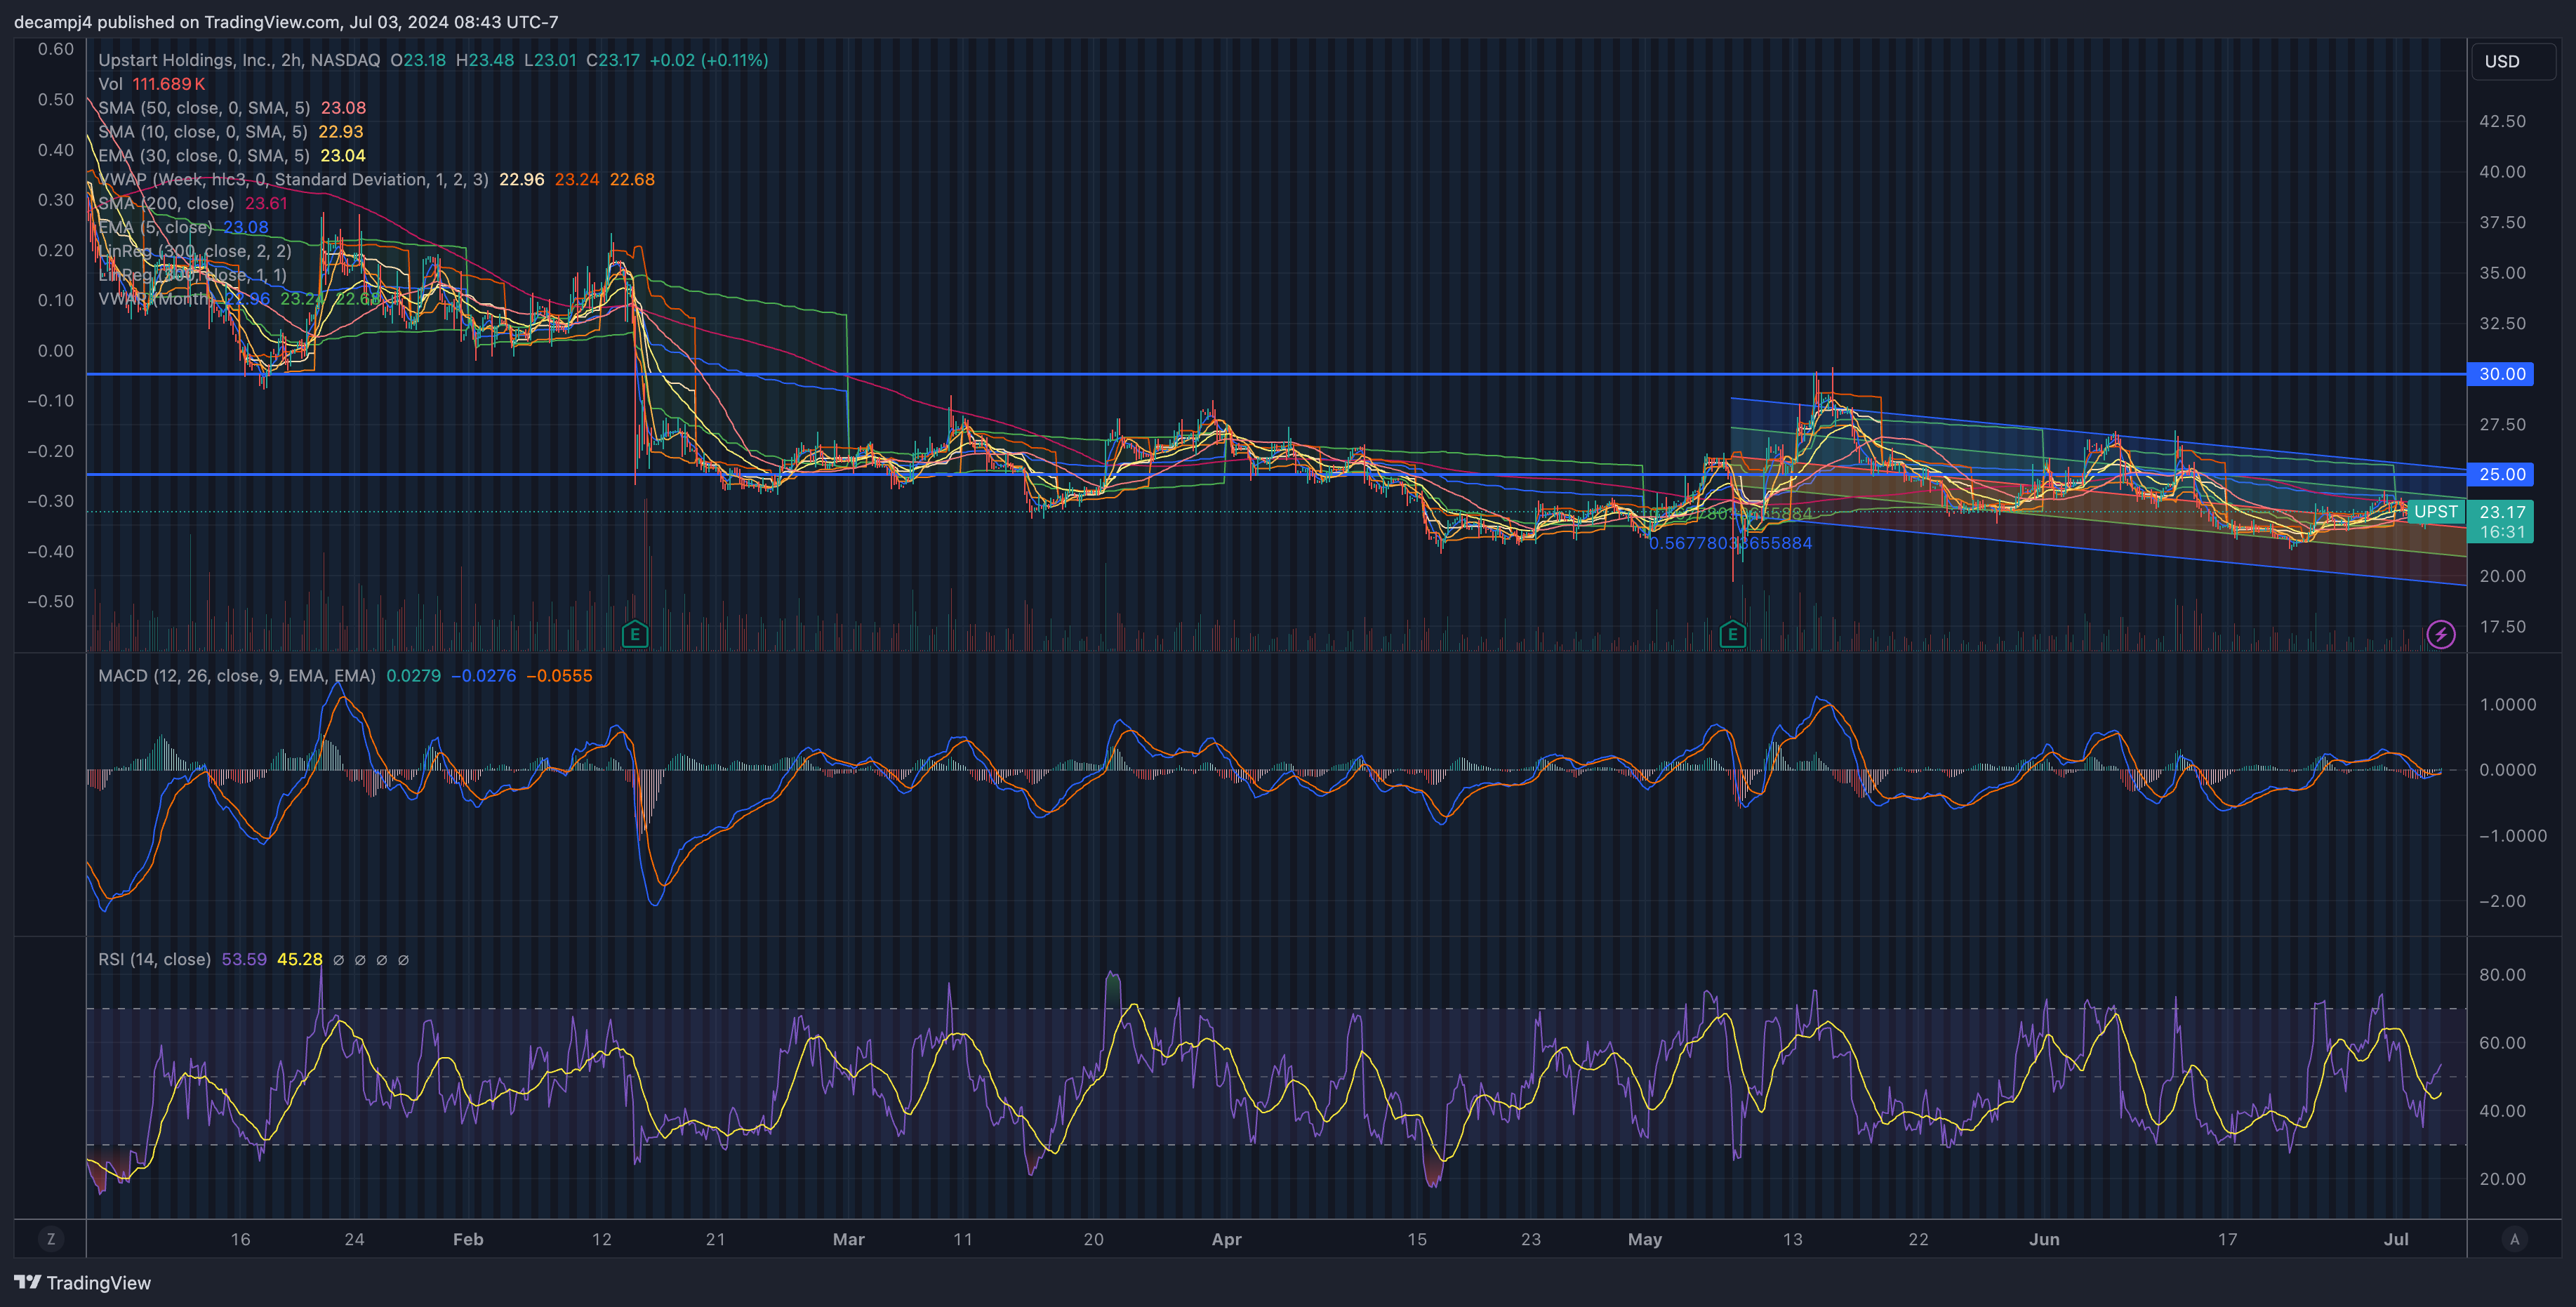 decampj4 published on TradingView.com, Jul 03, 2024 08:43 UTC-7
0.60
0.50
0.40
0.30
0.20
0.10
0.00
−0.10
−0.20
−0.30
−0.40
−0.50
Upstart Holdings, Inc., 2h, NASDAQ O23.18 H23.48 L23.01 C23.17 +0.02 (+0.11%)
Vol 111.689 K
SMA (50, close, 0, SMA, 5) 23.08
SMA (10, close, 0, SMA, 5) 22.93
EMA (30, close, 0, SMA, 5) 23.04
VWAP (Week, hlc3, 0, Standard Deviation, 1, 2, 3) 22.96 23.24 22.68
SMA (200, close) 23.61
EMA (5, close) 23.08
LinReg (300, close, 2, 2)
LinReg (300, close, 1, 1)
VWAP (Month) 22.96 23.24 22.68
0.56778033655884
E
E
USD
42.50
40.00
37.50
35.00
32.50
30.00
27.50
25.00
UPST 23.17
16:31
20.00
17.50
MACD (12, 26, close, 9, EMA, EMA) 0.0279 −0.0276 −0.0555
1.0000
0.0000
−1.0000
−2.00
RSI (14, close) 53.59 45.28 ∅ ∅ ∅ ∅
80.00
60.00
40.00
20.00
Z 16 24 Feb 12 21 Mar 11 20 Apr 15 23 May 13 22 Jun 17 Jul A
TradingView